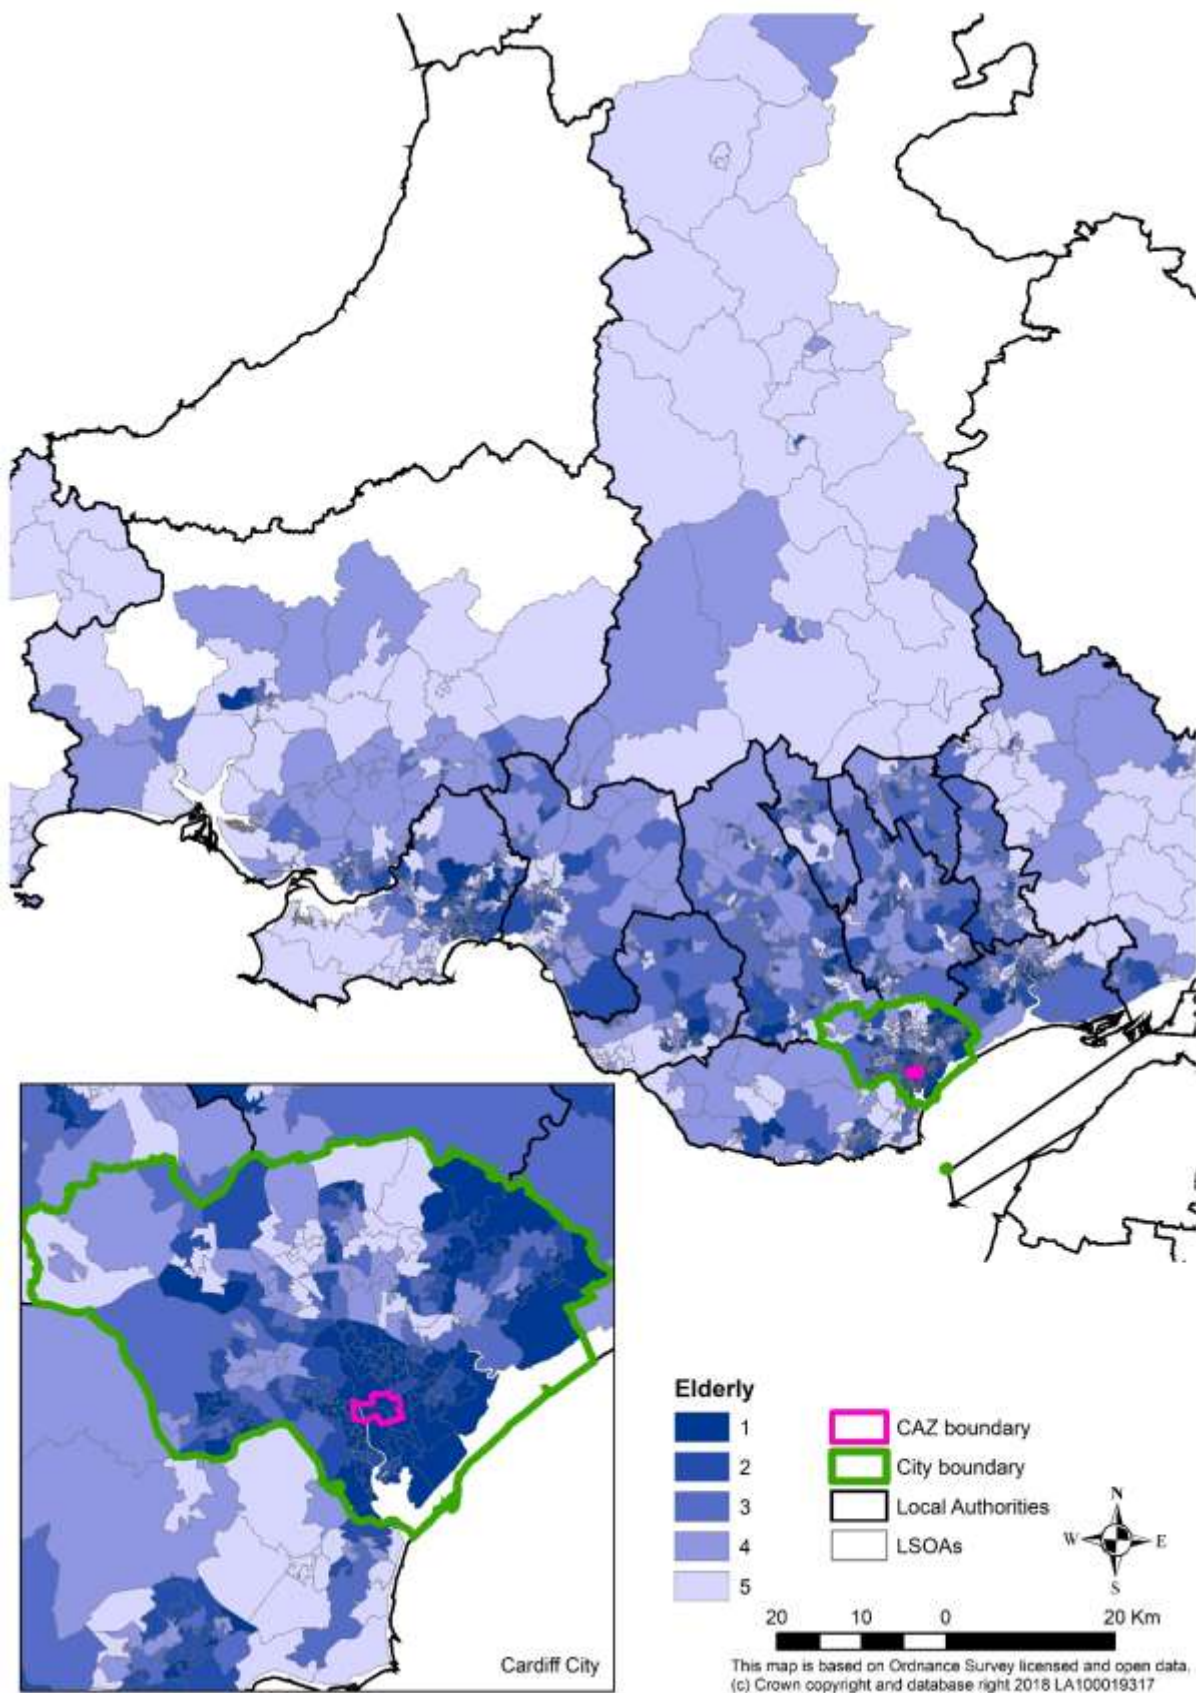 Cardiff City
Elderly
1
2
3
4
5
CAZ boundary
City boundary
Local Authorities
LSOAs
N
W E
S
20 10 0 20 Km
This map is based on Ordnance Survey licensed and open data.
(c) Crown copyright and database right 2018 LA100019317